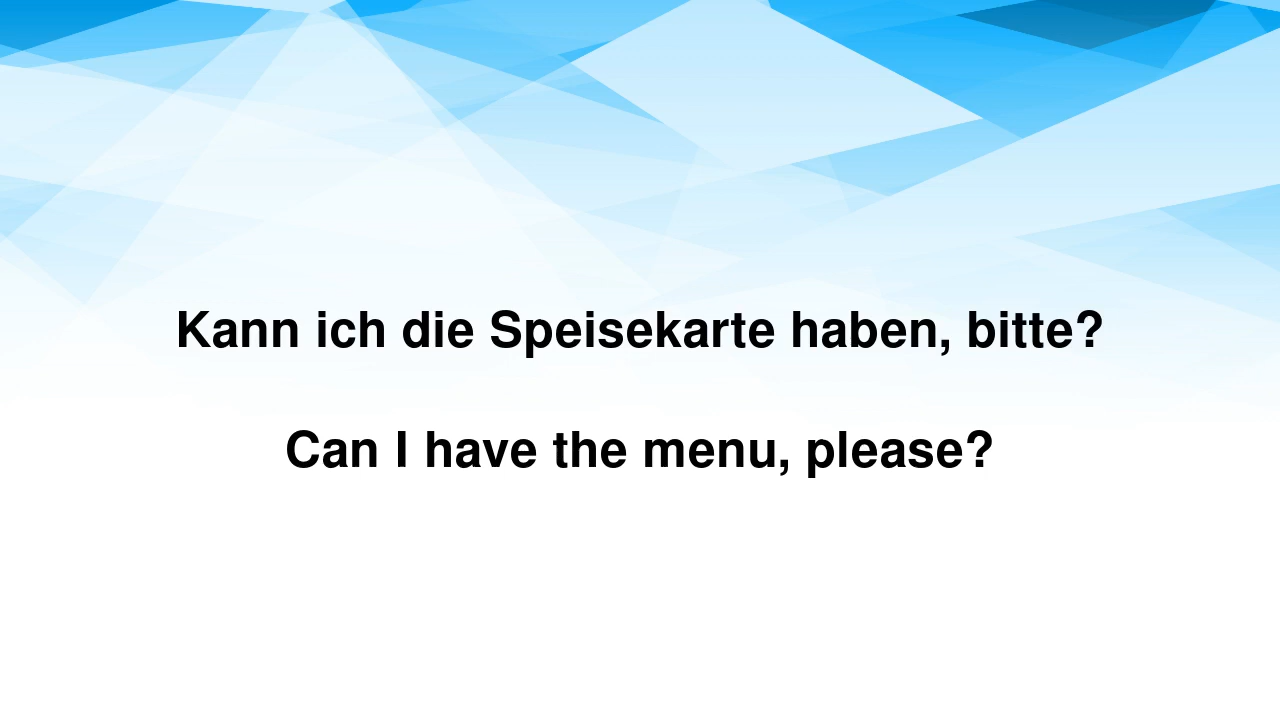 Kann ich die Speisekarte haben, bitte?
Can I have the menu, please?